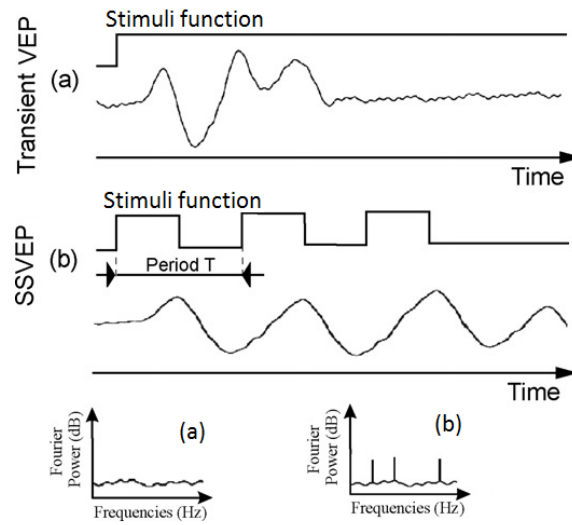 Stimuli function
Transient VEP
(a)
Time
Stimuli function
SSVEP
(b)
Period T
Time
(a)
Fourier
Power (dB)
Frequencies (Hz)
(b)
Fourier
Power (dB)
Frequencies (Hz)